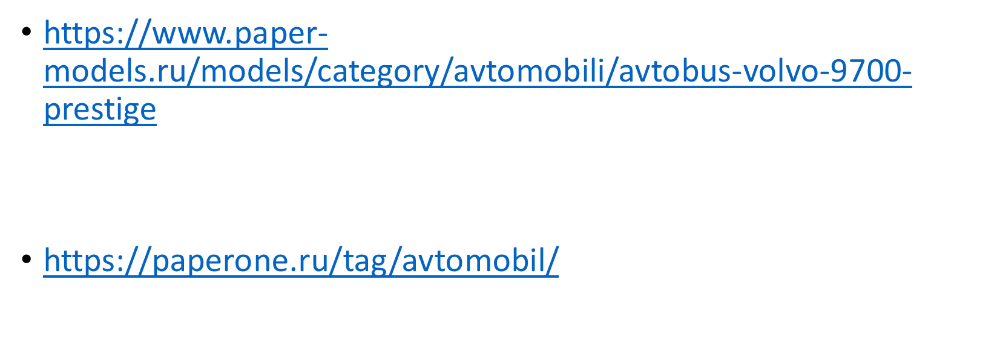 • https://www.paper-
models.ru/models/category/avtomobili/avtobus-volvo-9700-
prestige
• https://paperone.ru/tag/avtomobil/